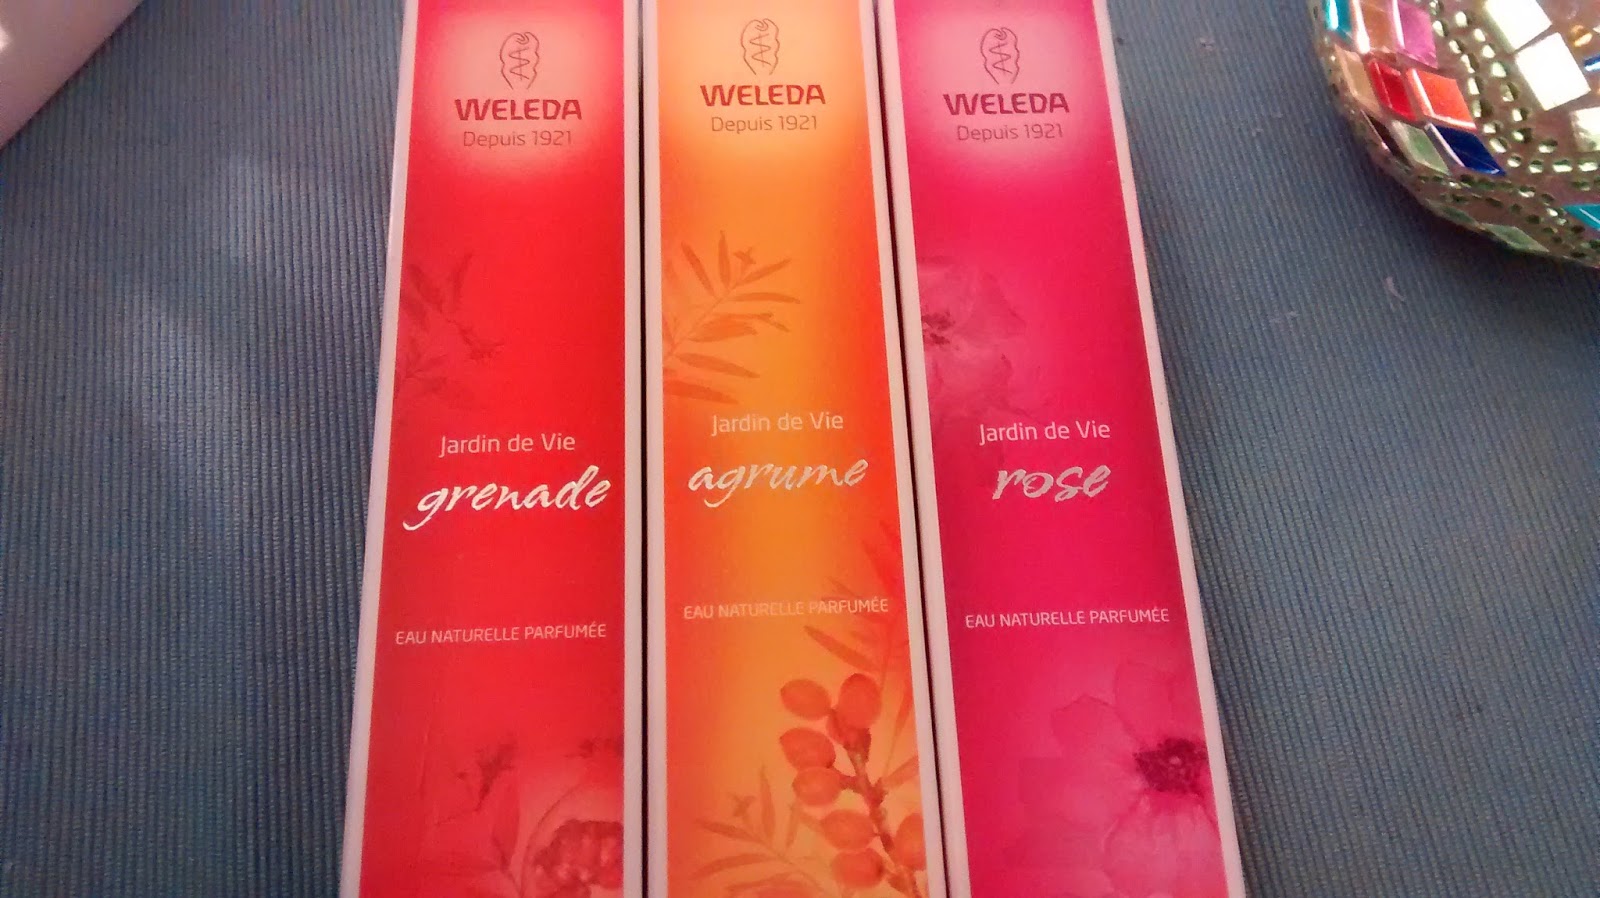 WELEDA
Depuis 1921
Jardin de Vie
grenade
EAU NATURELLE PARFUMÉE
WELEDA
Depuis 1921
Jardin de Vie
agrume
EAU NATURELLE PARFUMÉE
WELEDA
Depuis 1921
Jardin de Vie
rose
EAU NATURELLE PARFUMÉE